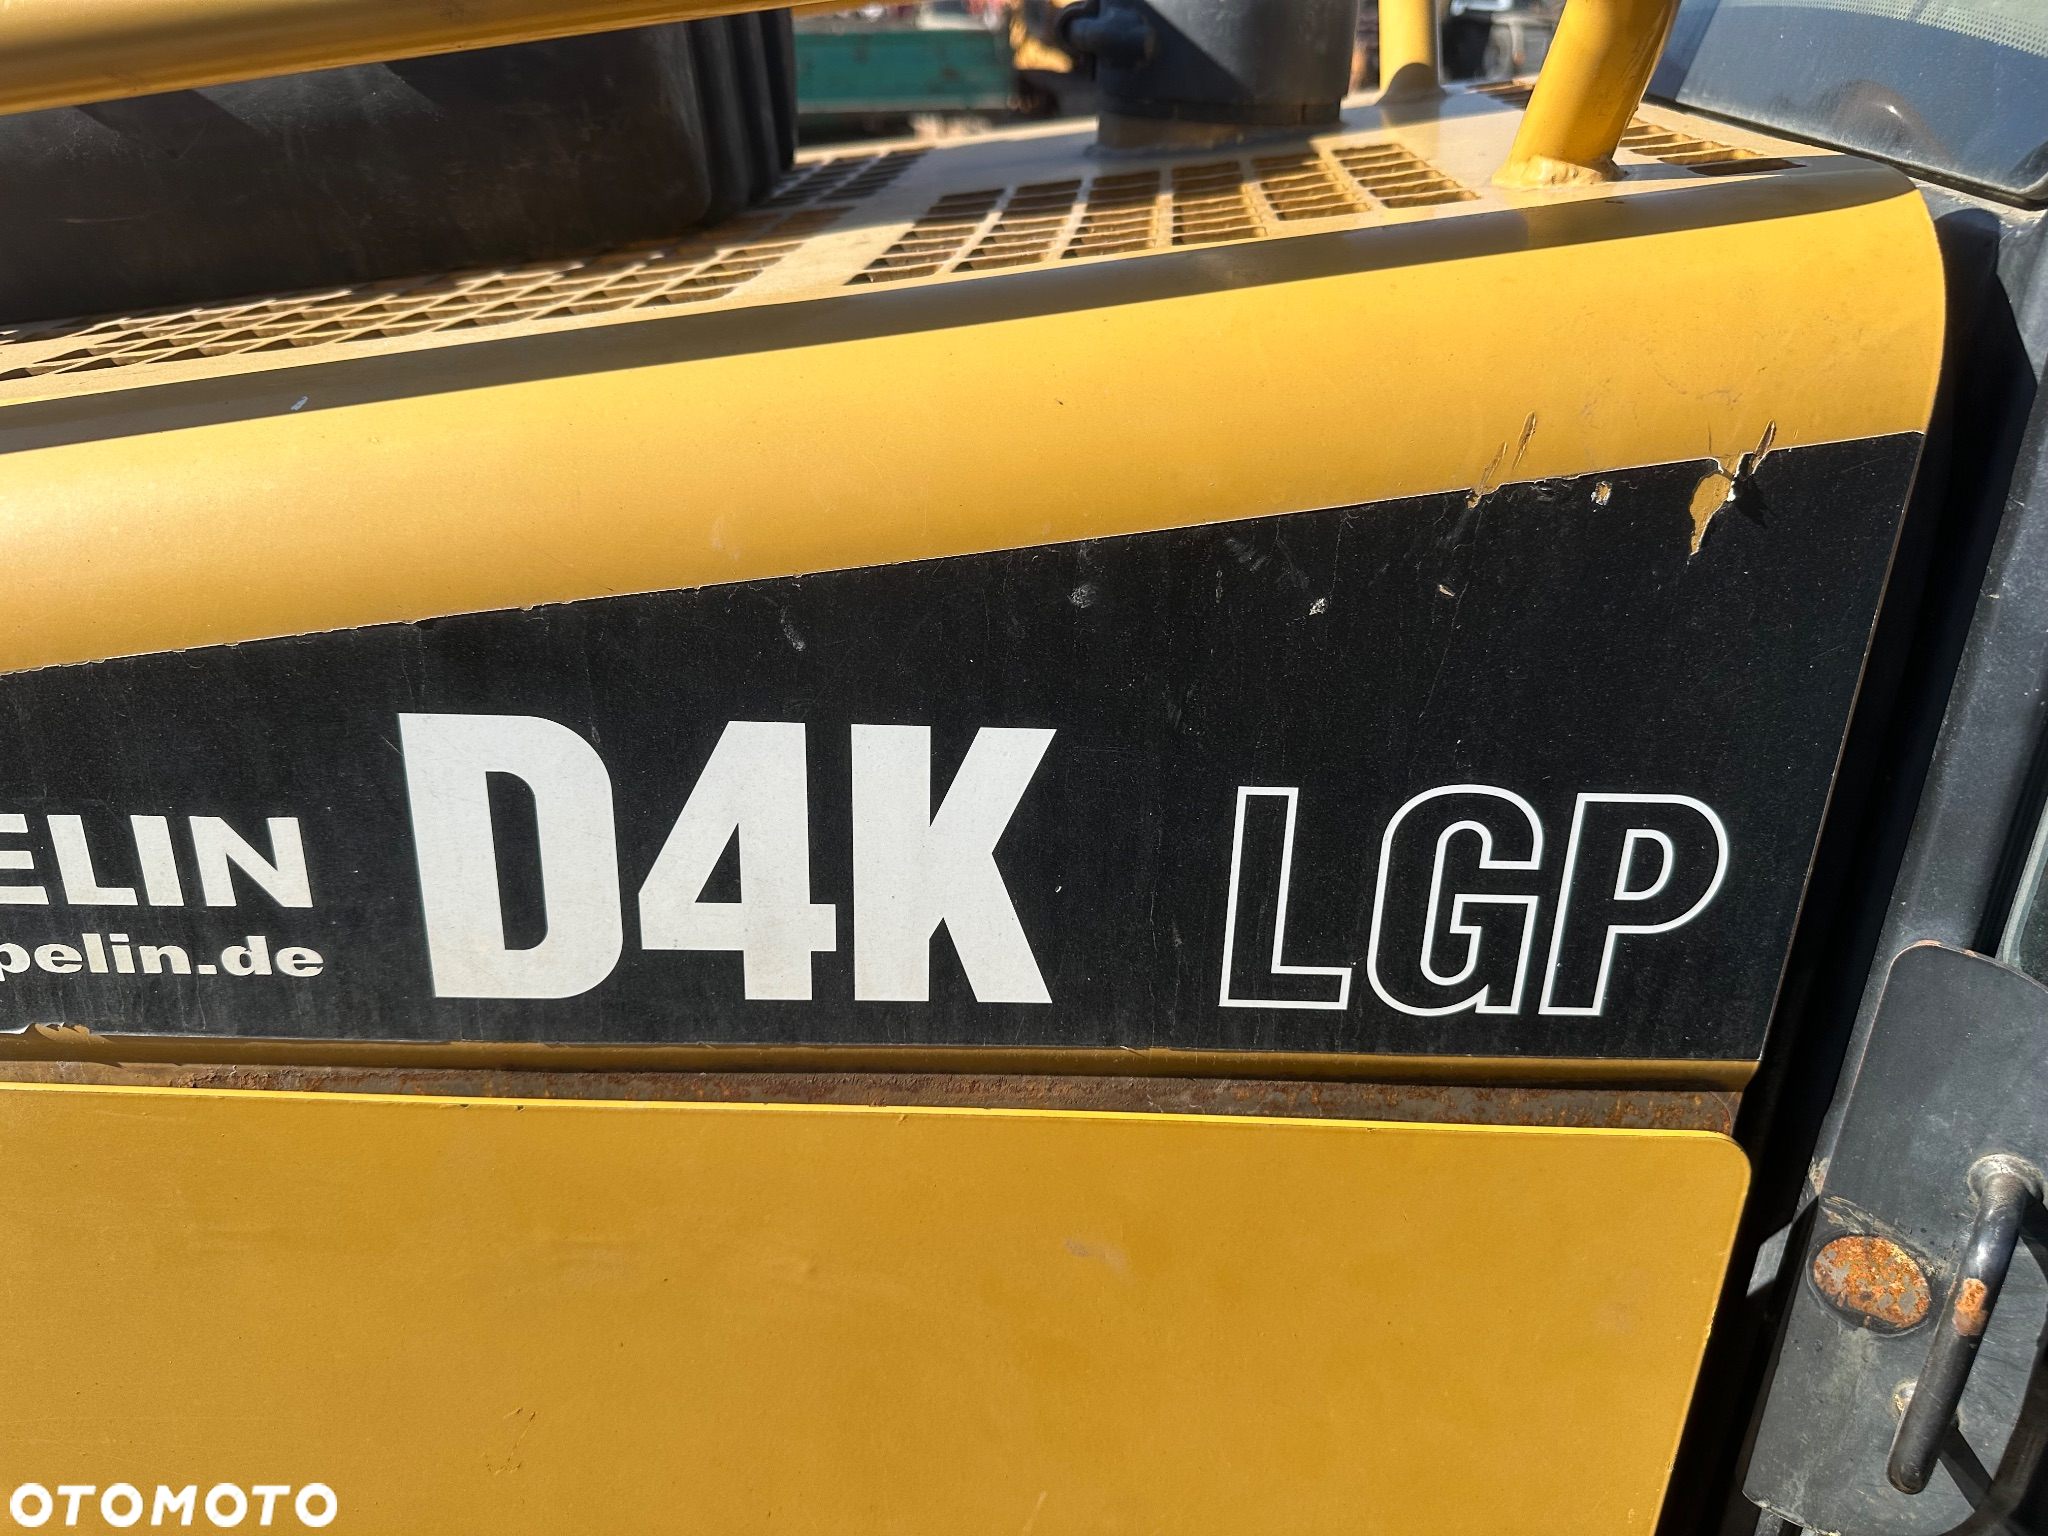 ELIN
pelin.de
D4K LGP
OTOMOTO